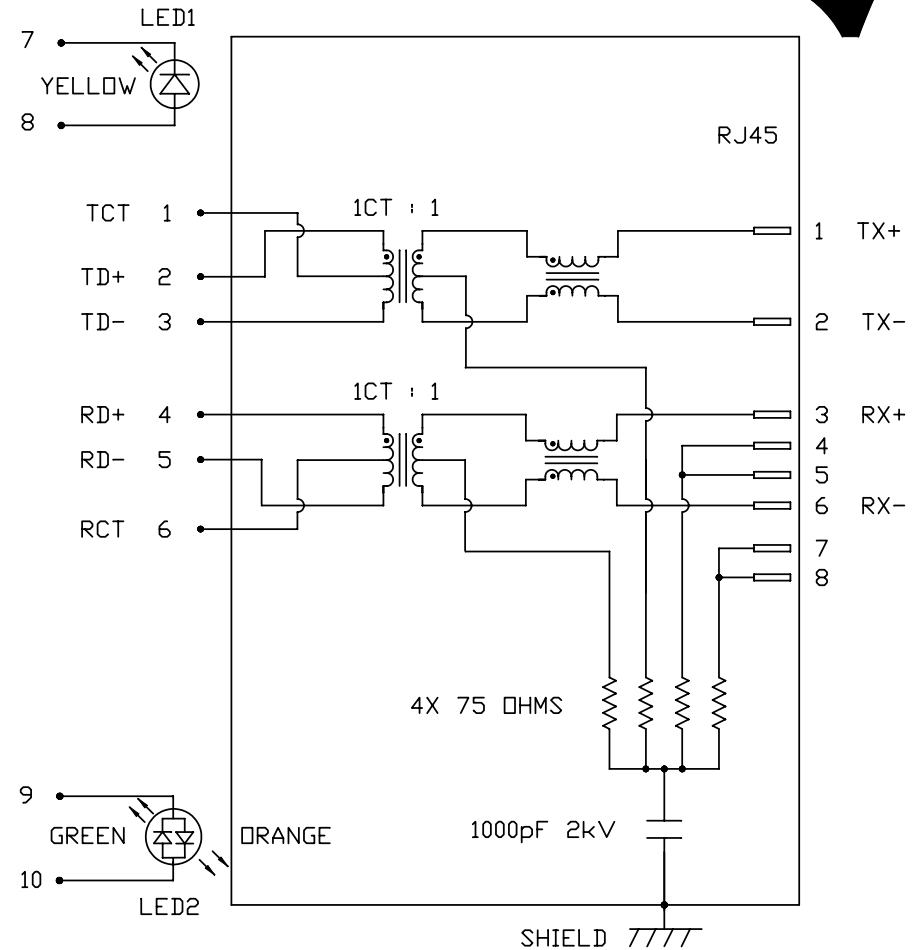 LED1
7
YELLOW
8
RJ45
TCT 1
1CT : 1
1 TX+
TD+ 2
TD- 3
2 TX-
1CT : 1
RD+ 4
3 RX+
4
RD- 5
5
6 RX-
RCT 6
7
8
4X 75 OHMS
9
GREEN
ORANGE
1000pF 2kV
10
LED2
SHIELD